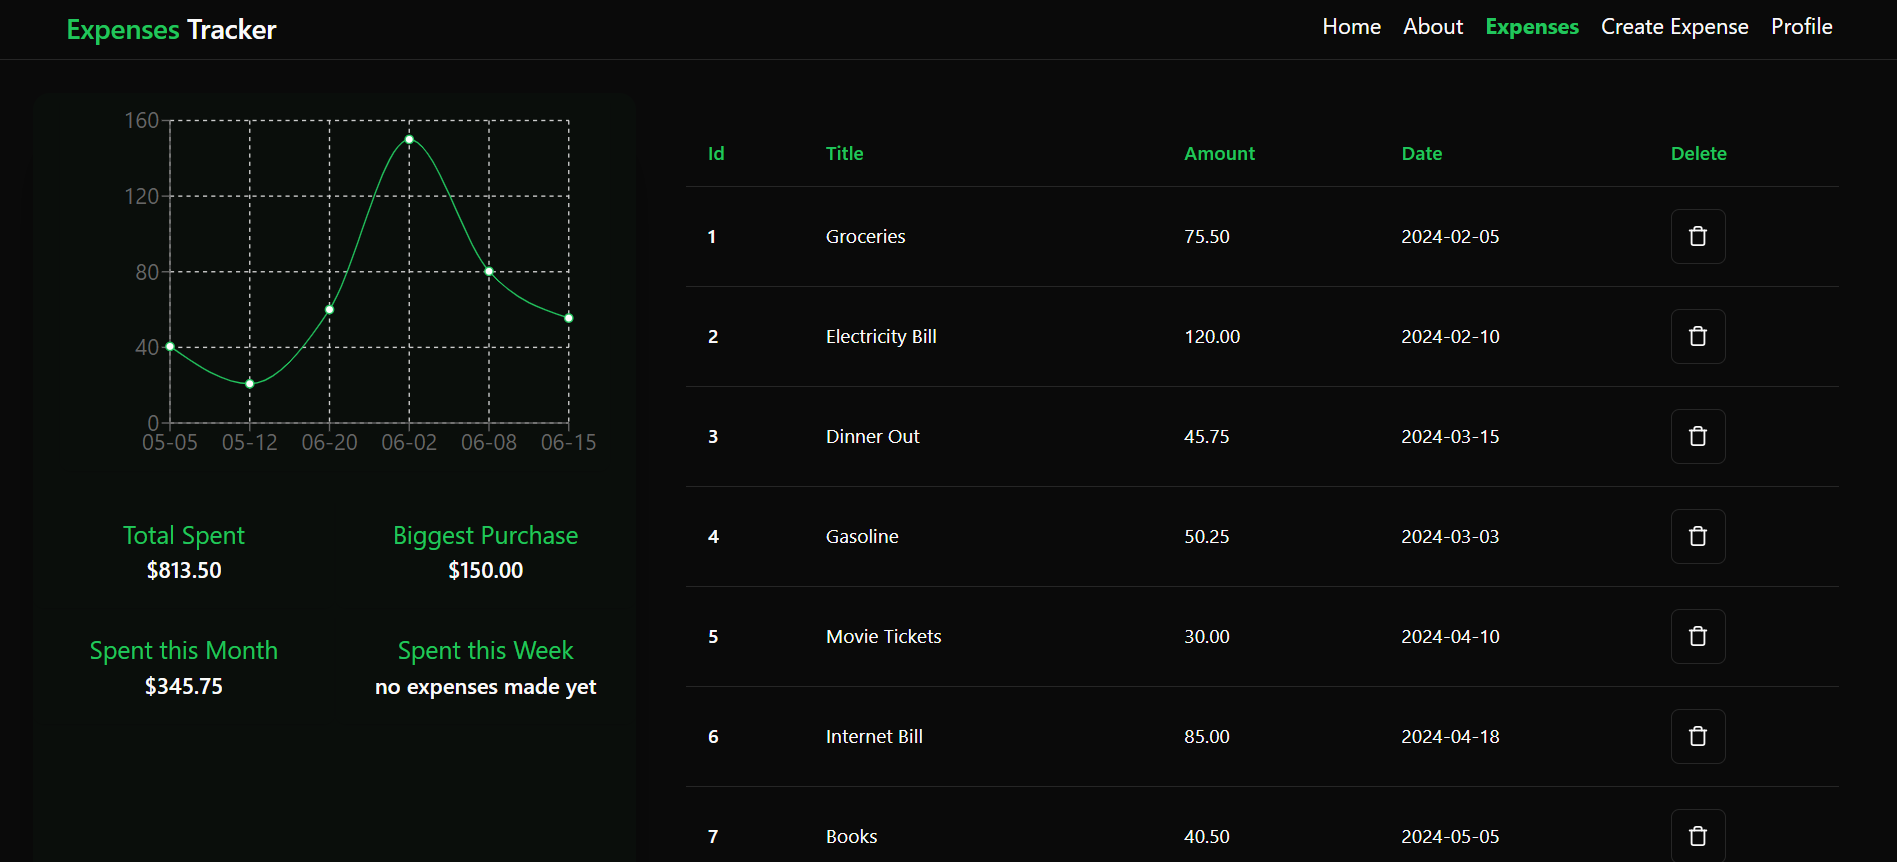 Expenses Tracker
Home About Expenses Create Expense Profile
160
120
80
40
0
05-05 05-12 06-20 06-02 06-08 06-15
Total Spent
$813.50
Biggest Purchase
$150.00
Spent this Month
$345.75
Spent this Week
no expenses made yet
Id Title Amount Date Delete
1 Groceries 75.50 2024-02-05
2 Electricity Bill 120.00 2024-02-10
3 Dinner Out 45.75 2024-03-15
4 Gasoline 50.25 2024-03-03
5 Movie Tickets 30.00 2024-04-10
6 Internet Bill 85.00 2024-04-18
7 Books 40.50 2024-05-05